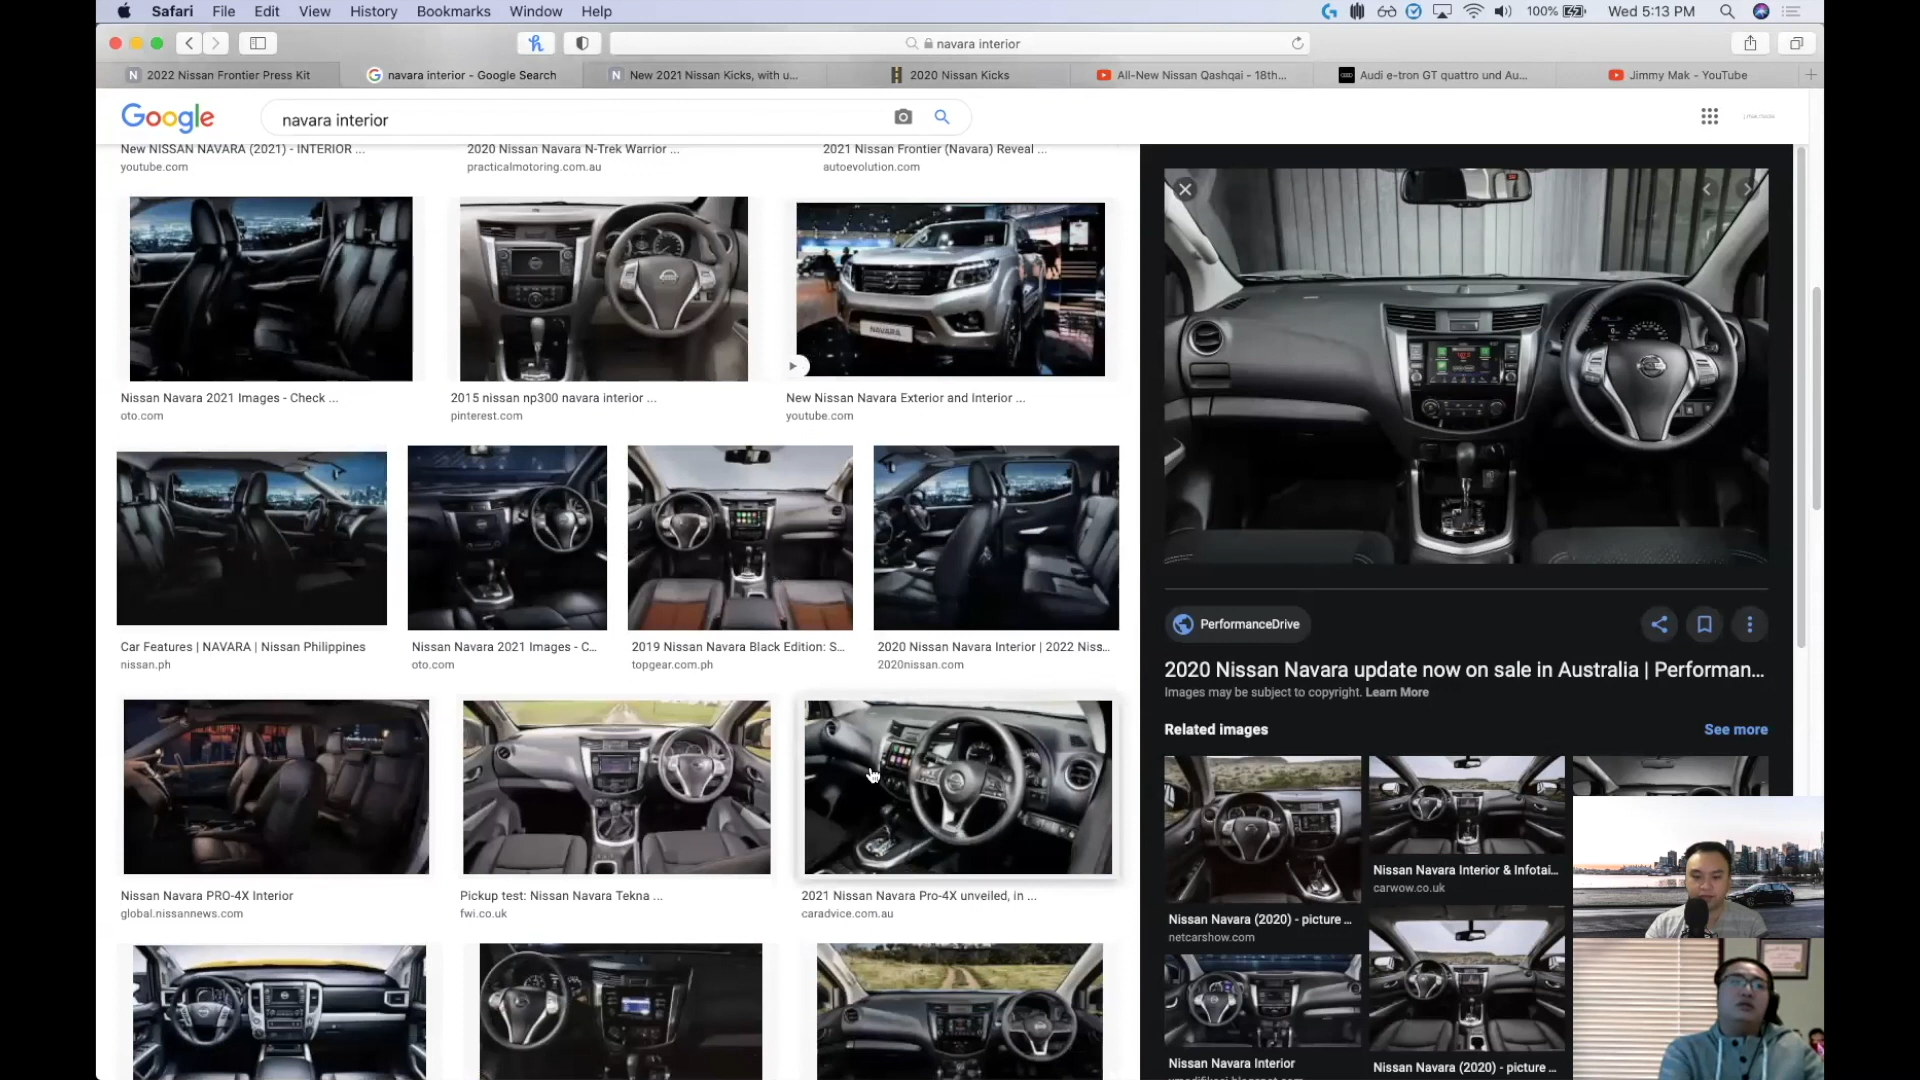 Safari File Edit View History Bookmarks Window Help 100% Wed 5:13 PM
navara interior
2022 Nissan Frontier Press Kit
navara interior - Google Search
New 2021 Nissan Kicks, with u...
2020 Nissan Kicks
All-New Nissan Qashqai - 18th...
Audi e-tron GT quattro und Au...
Jimmy Mak - YouTube
Google
navara interior
New NISSAN NAVARA (2021) - INTERIOR ...
youtube.com
2020 Nissan Navara N-Trek Warrior ...
practicalmotoring.com.au
2021 Nissan Frontier (Navara) Reveal ...
autoevolution.com
NAVARA
Nissan Navara 2021 Images - Check ...
oto.com
2015 nissan np300 navara interior ...
pinterest.com
New Nissan Navara Exterior and Interior ...
youtube.com
Car Features | NAVARA | Nissan Philippines
nissan.ph
Nissan Navara 2021 Images - C...
oto.com
2019 Nissan Navara Black Edition: S...
topgear.com.ph
2020 Nissan Navara Interior | 2022 Niss...
2020nissan.com
Nissan Navara PRO-4X Interior
global.nissannews.com
Pickup test: Nissan Navara Tekna ...
fwi.co.uk
2021 Nissan Navara Pro-4X unveiled, in ...
caradvice.com.au
PerformanceDrive
2020 Nissan Navara update now on sale in Australia | Performan...
Images may be subject to copyright. Learn More
Related images
See more
Nissan Navara (2020) - picture ...
netcarshow.com
Nissan Navara Interior & Infotai...
carwow.co.uk
Nissan Navara Interior
Nissan Navara (2020) - picture ...